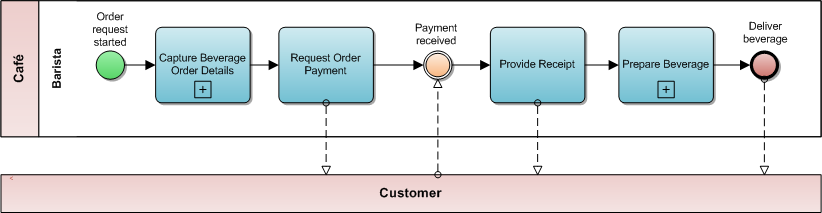 Café
Barista
Order
request
started
Capture Beverage
Order Details
Request Order
Payment
Payment
received
Provide Receipt
Prepare Beverage
Deliver
beverage
Customer